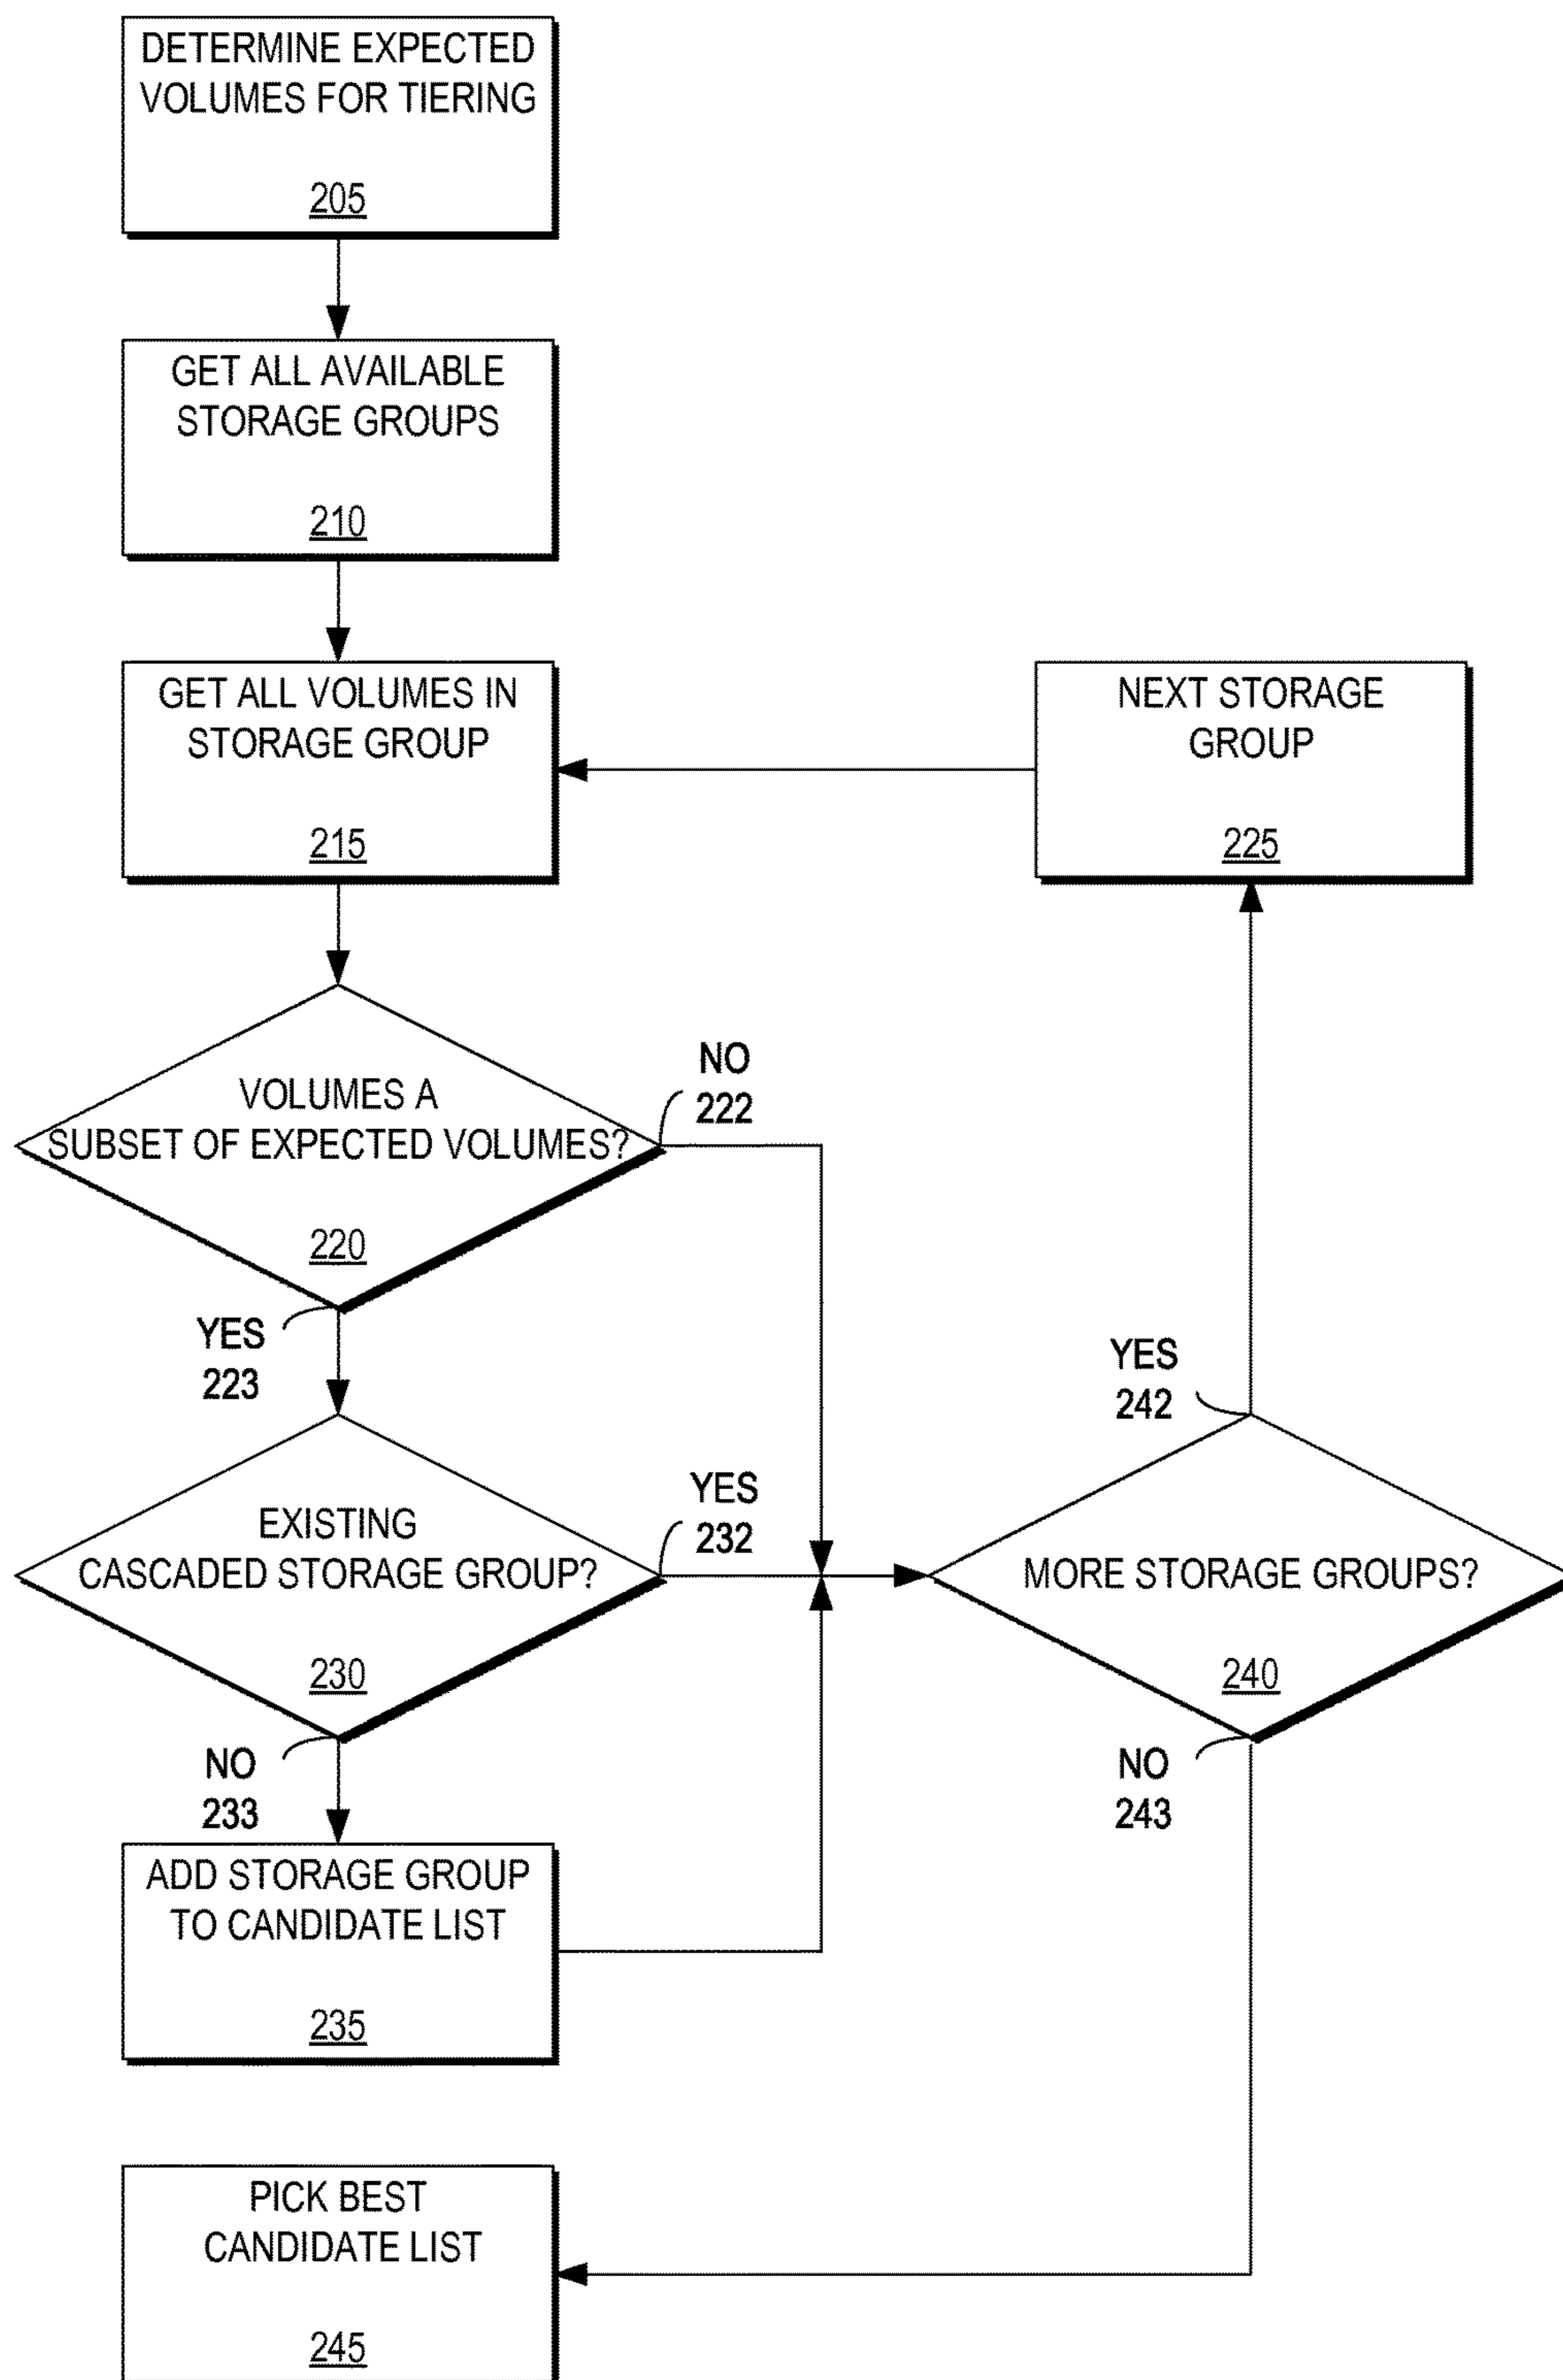 DETERMINE EXPECTED
VOLUMES FOR TIERING
205
GET ALL AVAILABLE
STORAGE GROUPS
210
GET ALL VOLUMES IN
STORAGE GROUP
215
NEXT STORAGE
GROUP
225
VOLUMES A
SUBSET OF EXPECTED VOLUMES?
220
NO
222
YES
223
EXISTING
CASCADED STORAGE GROUP?
230
YES
232
NO
233
YES
242
MORE STORAGE GROUPS?
240
NO
243
ADD STORAGE GROUP
TO CANDIDATE LIST
235
PICK BEST
CANDIDATE LIST
245